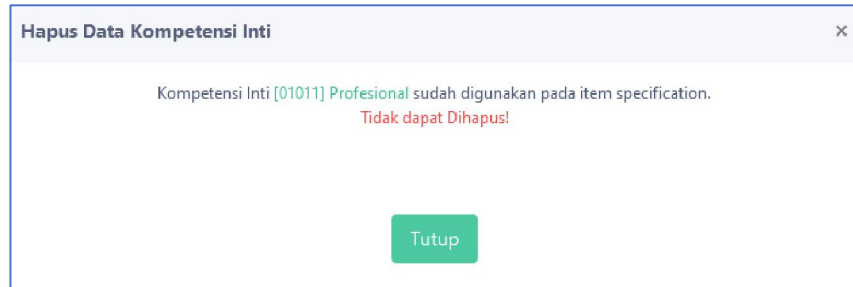 Hapus Data Kompetensi Inti ×
Kompetensi Inti [01011] Profesional sudah digunakan pada item specification.
Tidak dapat Dihapus!
Tutup